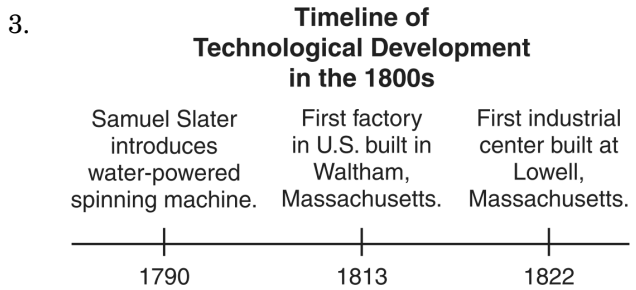 3.
Timeline of
Technological Development
in the 1800s
Samuel Slater
introduces
water-powered
spinning machine.
First factory
in U.S. built in
Waltham,
Massachusetts.
First industrial
center built at
Lowell,
Massachusetts.
1790
1813
1822